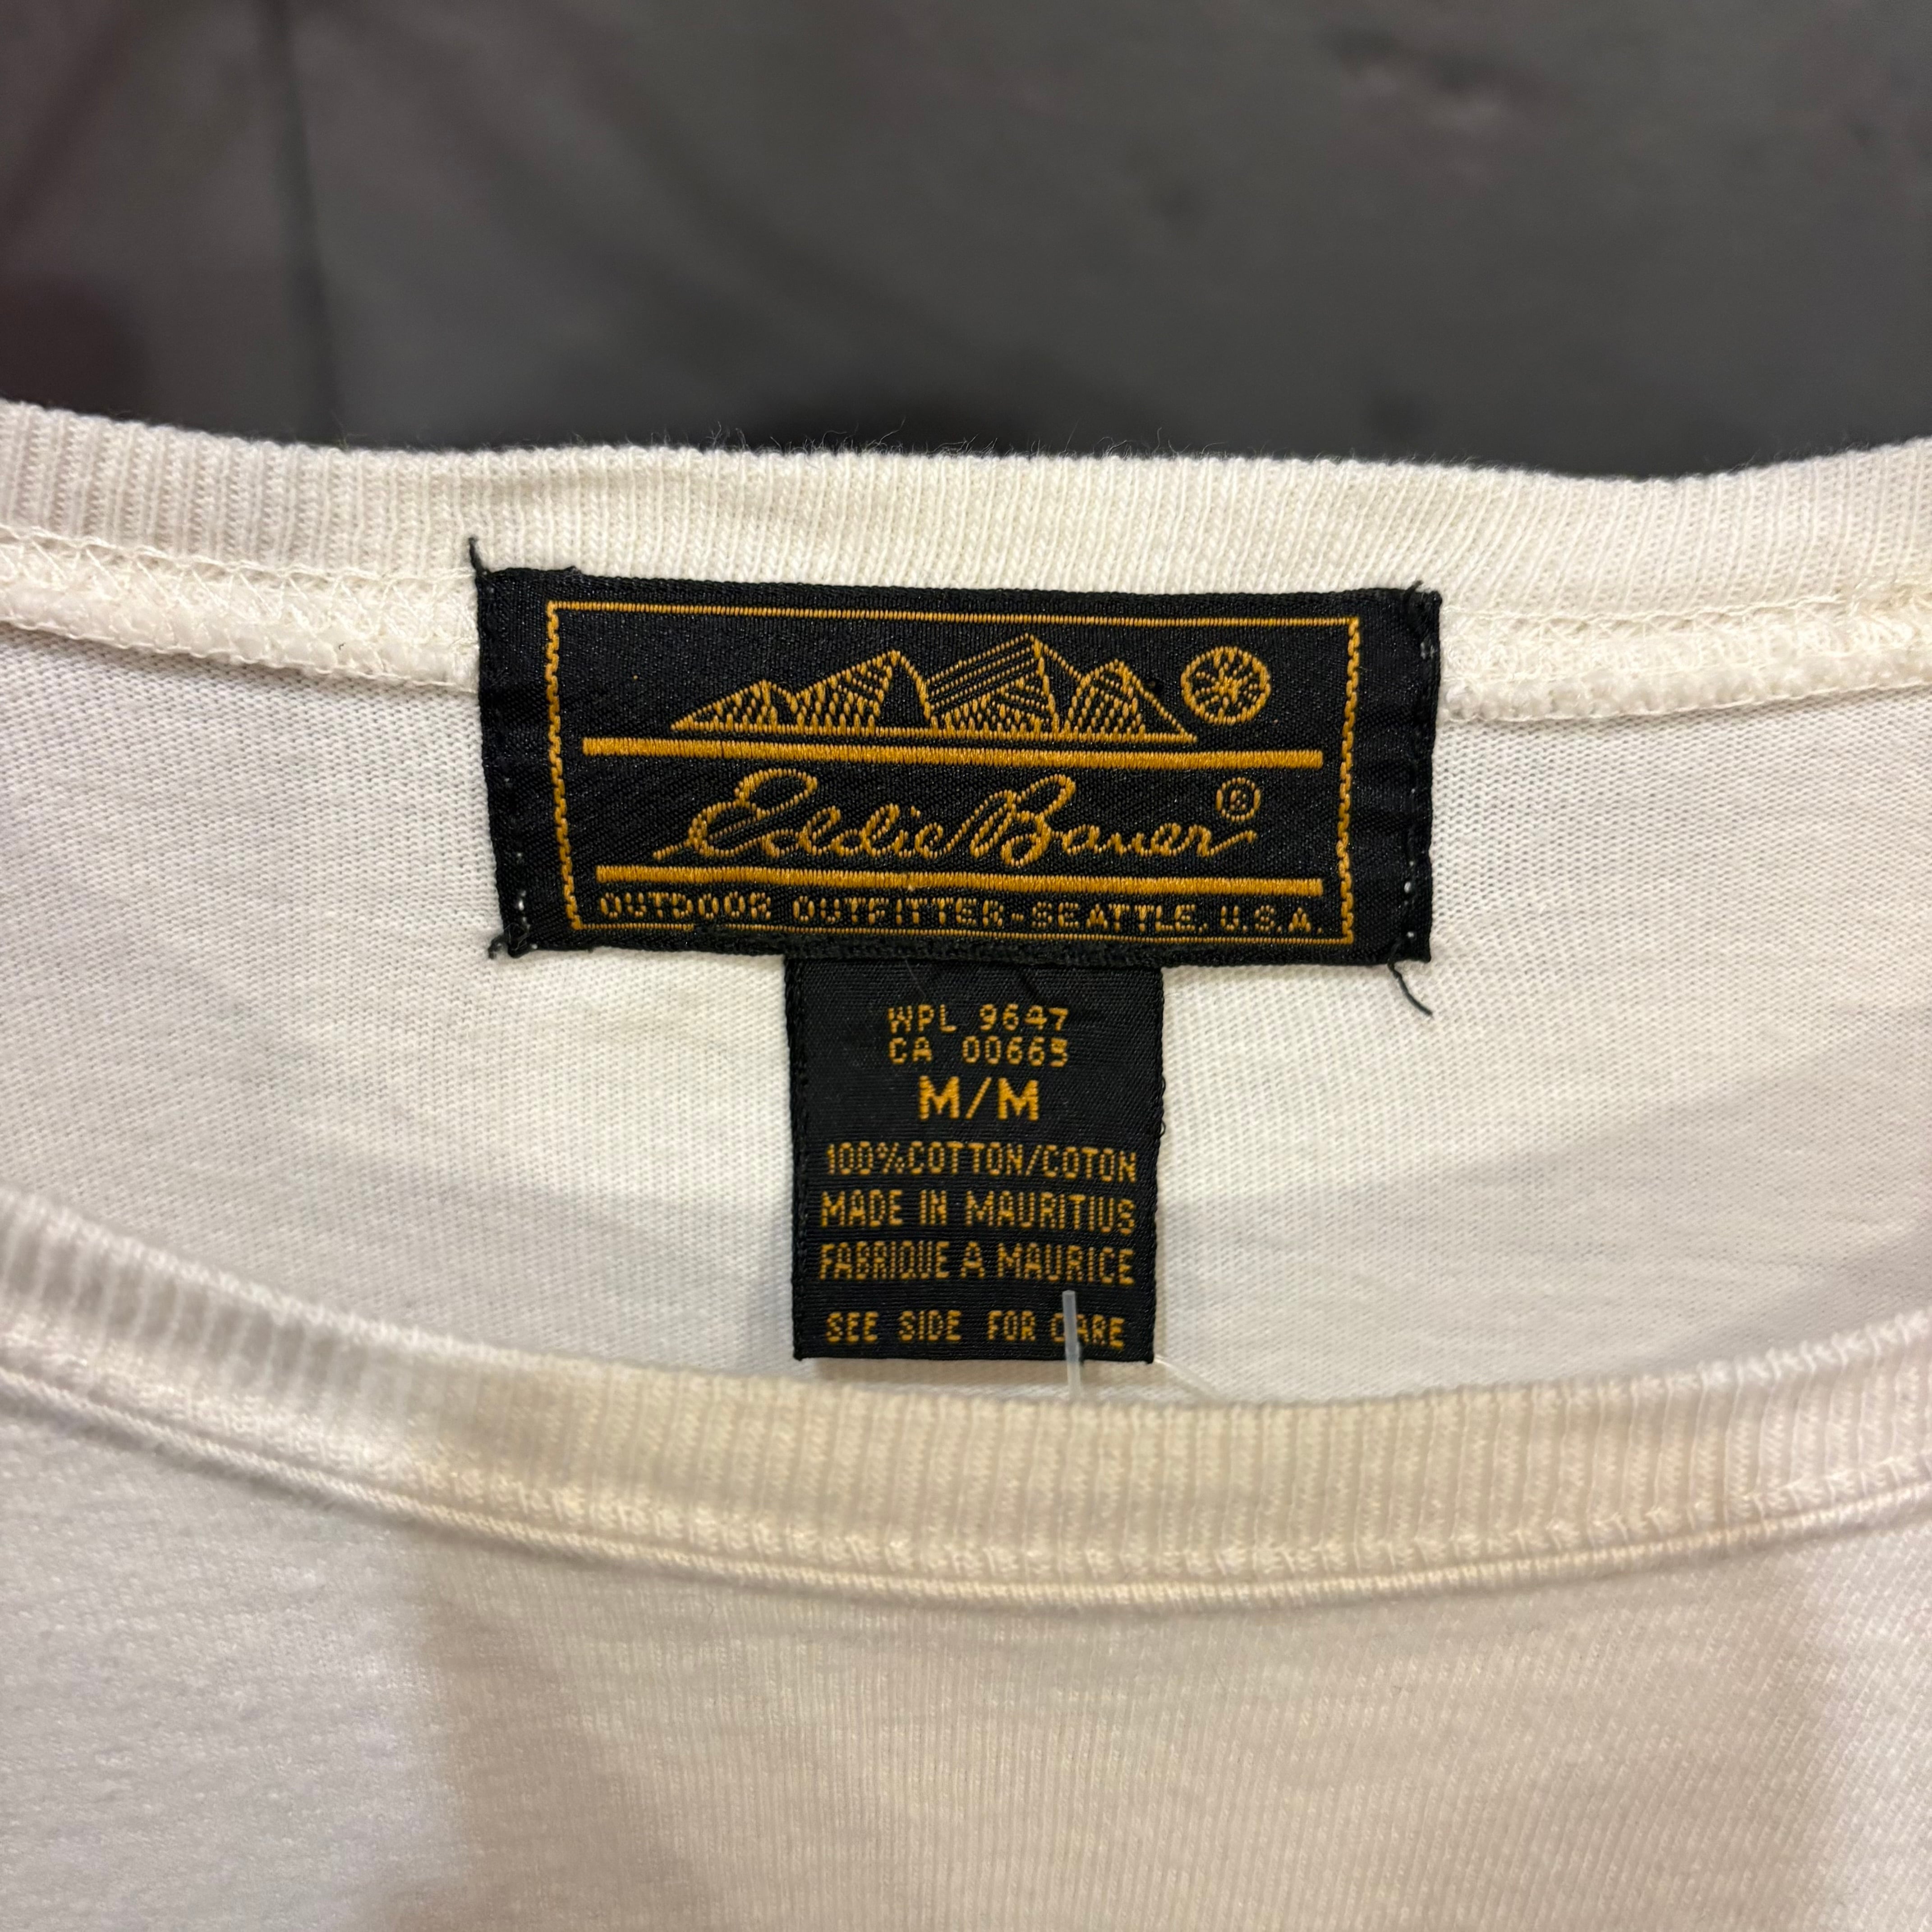 Eddie Bauer®
OUTDOOR OUTFITTER-SEATTLE, U.S.A.
WPL 9647
CA 00665
M/M
100%COTTON/COTON
MADE IN MAURITIUS
FABRIQUE A MAURICE
SEE SIDE FOR CARE